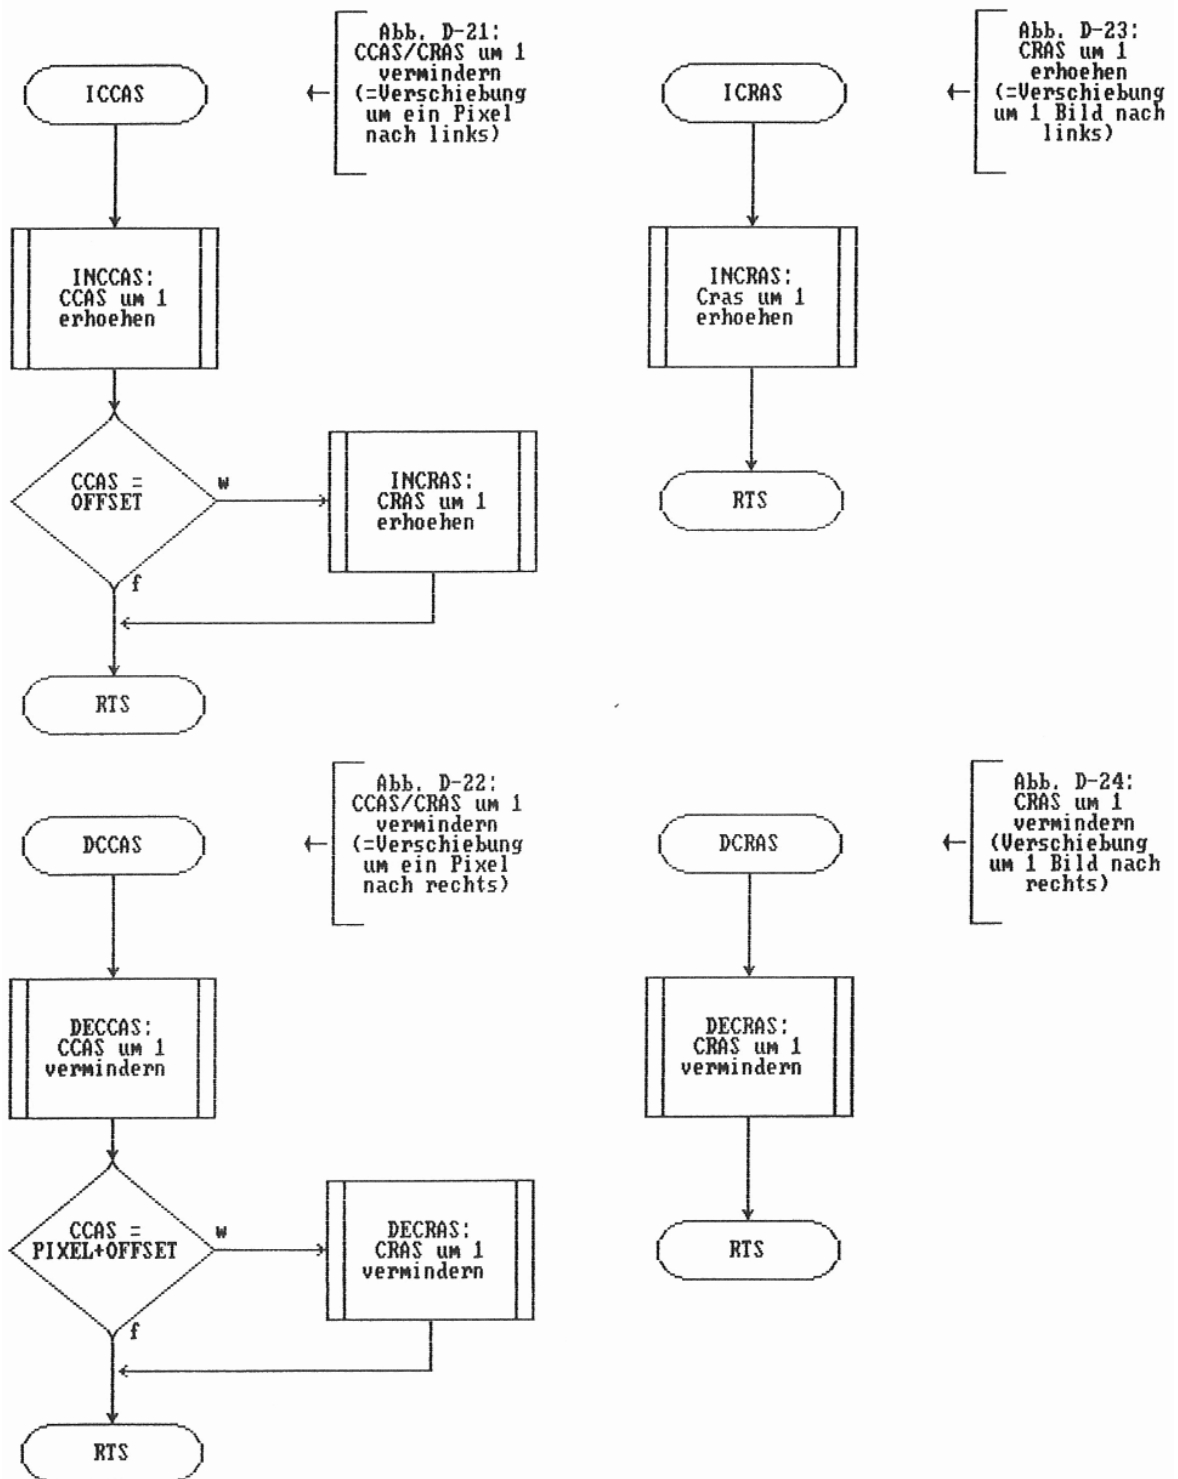 ICCAS
Abb. D-21:
CCAS/CRAS um 1
vermindern
(=Verschiebung
um ein Pixel
nach links)
INCCAS:
CCAS um 1
erhoehen
CCAS =
OFFSET
w
f
INCRAS:
CRAS um 1
erhoehen
RTS
ICRAS
Abb. D-23:
CRAS um 1
erhoehen
(=Verschiebung
um 1 Bild nach
links)
INCRAS:
Cras um 1
erhoehen
RTS
DCCAS
Abb. D-22:
CCAS/CRAS um 1
vermindern
(=Verschiebung
um ein Pixel
nach rechts)
DECCAS:
CCAS um 1
vermindern
CCAS =
PIXEL+OFFSET
w
f
DECRAS:
CRAS um 1
vermindern
RTS
DCRAS
Abb. D-24:
CRAS um 1
vermindern
(Verschiebung
um 1 Bild nach
rechts)
DECRAS:
CRAS um 1
vermindern
RTS